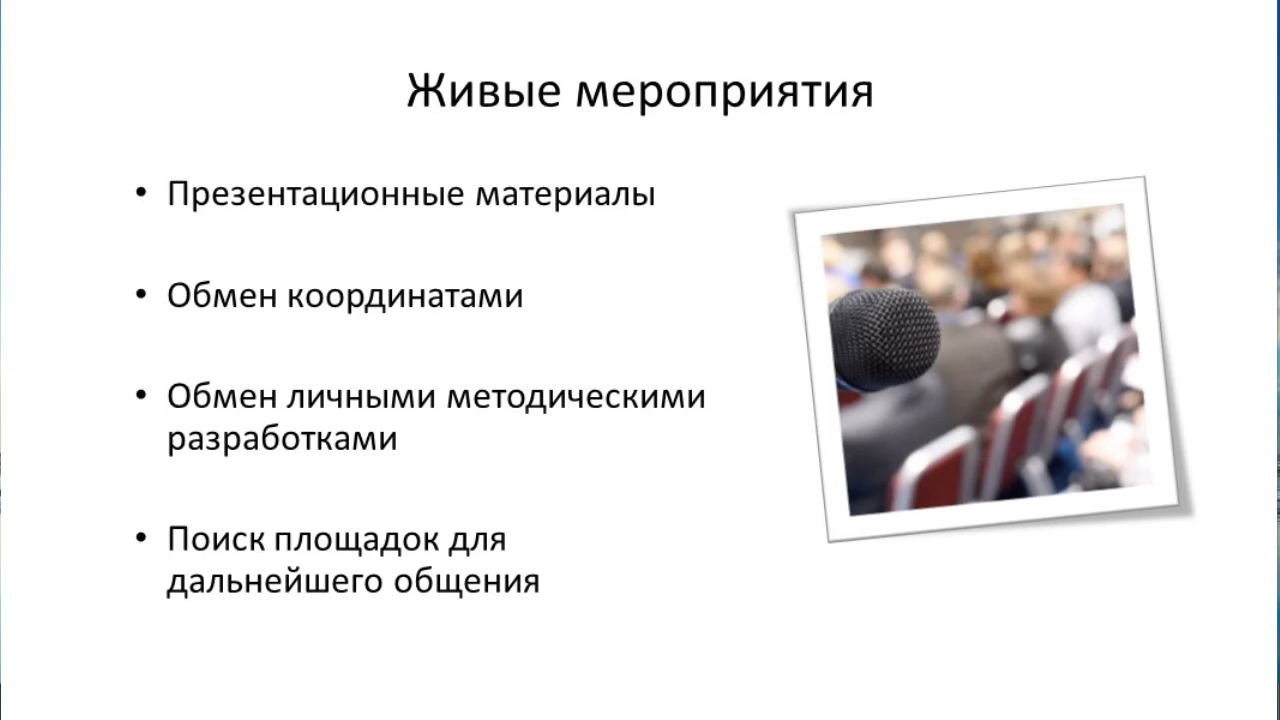 Живые мероприятия
• Презентационные материалы
• Обмен координатами
• Обмен личными методическими
разработками
• Поиск площадок для
дальнейшего общения